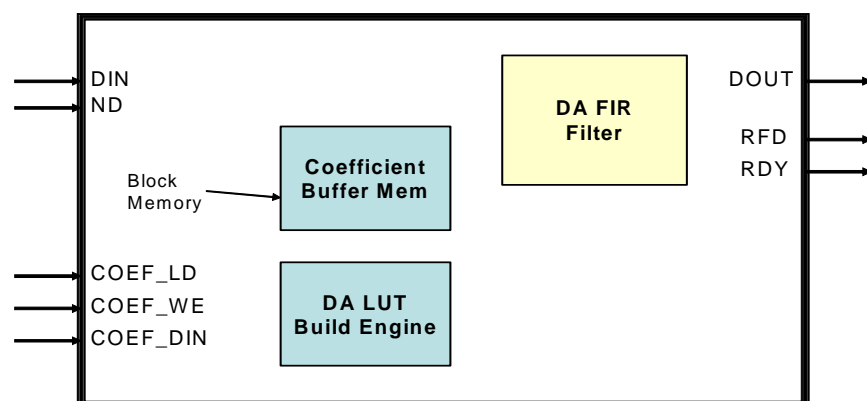 DIN
ND
DA FIR
Filter
DOUT
RFD
RDY
Coefficient
Buffer Mem
Block
Memory
COEF_LD
COEF_WE
COEF_DIN
DA LUT
Build Engine